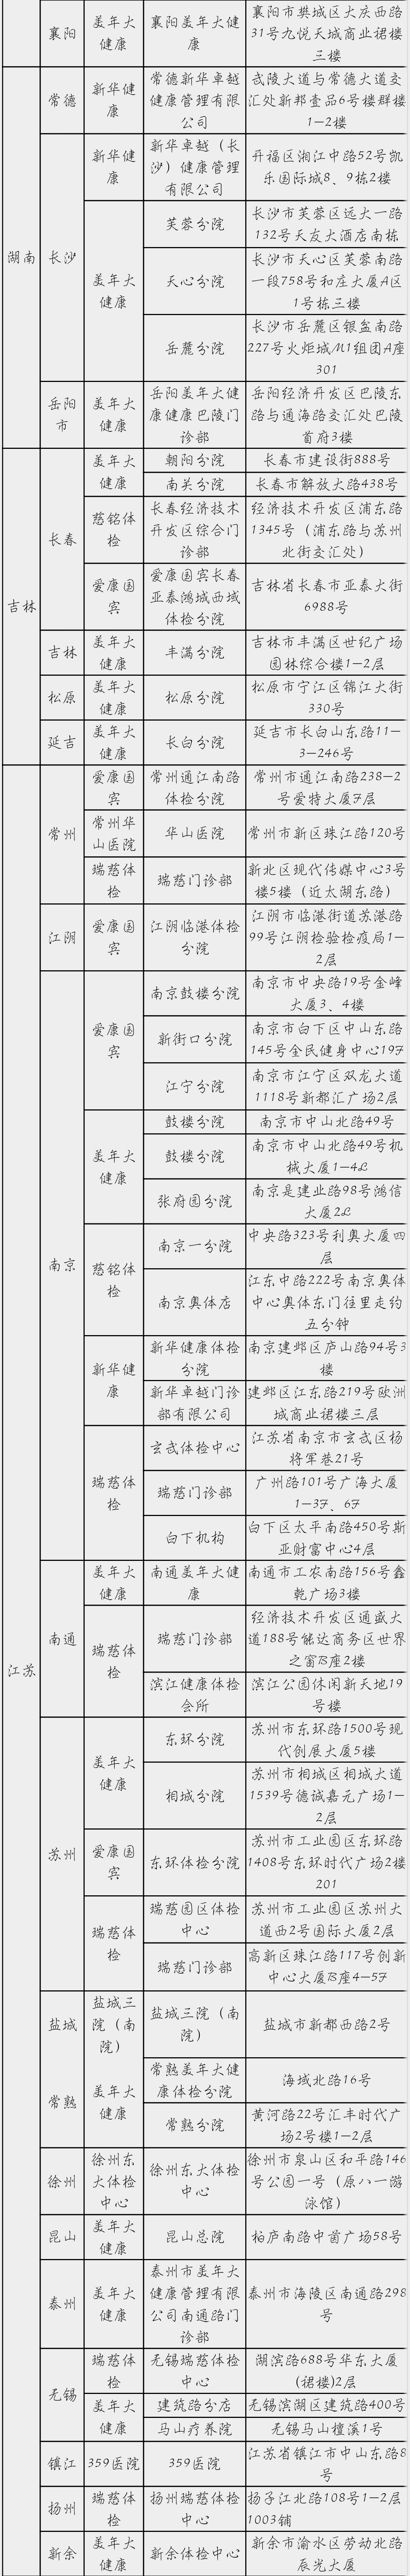 襄阳
美年大
健康
襄阳美年大健
康
襄阳市樊城区大庆西路
31号九悦天城商业裙楼
三楼
湖南
常德
新华健
康
常德新华卓越
健康管理有限
公司
武陵大道与常德大道交
汇处新邦壹品6号楼群楼
1-2楼
长沙
新华健
康
新华卓越（长
沙）健康管理
有限公司
开福区湘江中路52号凯
乐国际城8、9栋2楼
美年大
健康
芙蓉分院
长沙市芙蓉区远大一路
132号天友大酒店南栋
天心分院
长沙市天心区芙蓉南路
一段758号和庄大厦A区
1号栋三楼
岳麓分院
长沙市岳麓区银盆南路
227号火炬城M1组团A座
301
岳阳
市
美年大
健康
岳阳美年大健
康健康巴陵门
诊部
岳阳经济开发区巴陵东
路与通海路交汇处巴陵
首府3楼
吉林
长春
美年大
健康
朝阳分院
长春市建设街888号
南关分院
长春市解放大路438号
慈铭体
检
长春经济技术
开发区综合门
诊部
经济技术开发区浦东路
1345号（浦东路与苏州
北街交汇处）
爱康国
宾
爱康国宾长春
亚泰鸿城西域
体检分院
吉林省长春市亚泰大街
6988号
吉林
美年大
健康
丰满分院
吉林市丰满区世纪广场
园林综合楼1-2层
松原
美年大
健康
松原分院
松原市宁江区锦江大街
330号
延吉
美年大
健康
长白分院
延吉市长白山东路11-
3-246号
江苏
常州
爱康国
宾
常州通江南路
体检分院
常州市通江南路238-2
号爱特大厦7层
常州华
山医院
华山医院
常州市新区珠江路120号
瑞慈体
检
瑞慈门诊部
新北区现代传媒中心3号
楼5楼（近太湖东路）
江阴
爱康国
宾
江阴临港体检
分院
江阴市临港街道苏港路
99号江阴检验检疫局1-
2层
南京
爱康国
宾
南京鼓楼分院
南京市中央路19号金峰
大厦3、4楼
新街口分院
南京市白下区中山东路
145号全民健身中心19F
江宁分院
南京市江宁区双龙大道
1118号新都汇广场2层
美年大
健康
鼓楼分院
南京市中山北路49号
鼓楼分院
南京市中山北路49号机
械大厦1-4L
张府园分院
南京是建业路98号鸿信
大厦2L
慈铭体
检
南京一分院
中央路323号利奥大厦四
层
南京奥体店
江东中路222号南京奥体
中心奥体东门往里走约
五分钟
新华健
康
新华健康体检
分院
南京建邺区庐山路94号3
楼
新华卓越门诊
部有限公司
建邺区江东路219号欧洲
城商业裙楼三层
瑞慈体
检
玄武体检中心
江苏省南京市玄武区杨
将军巷21号
瑞慈门诊部
广州路101号广海大厦
1-3F、6F
白下机构
白下区太平南路450号斯
亚财富中心4层
南通
美年大
健康
南通美年大健
康
南通市工农南路156号鑫
乾广场3楼
瑞慈体
检
瑞慈门诊部
经济技术开发区通盛大
道188号能达商务区世界
之窗B座2楼
滨江健康体检
会所
滨江公园休闲新天地19
号楼
苏州
美年大
健康
东环分院
苏州市东环路1500号现
代创展大厦5楼
相城分院
苏州市相城区相城大道
1539号德诚嘉元广场1-
2层
爱康国
宾
东环体检分院
苏州市工业园区东环路
1408号东环时代广场2楼
201
瑞慈体
检
瑞慈园区体检
中心
苏州市工业园区苏州大
道西2号国际大厦2层
瑞慈门诊部
高新区珠江路117号创新
中心大厦B座4-5F
盐城
盐城三
院（南
院）
盐城三院（南
院）
盐城市新都西路2号
常熟
美年大
健康
常熟美年大健
康体检分院
海域北路16号
常熟分院
黄河路22号汇丰时代广
场2号楼1-2层
徐州
徐州东
大体检
中心
徐州东大体检
中心
徐州市泉山区和平路146
号公园一号（原八一游
泳馆）
昆山
美年大
健康
昆山总院
柏庐南路中茵广场58号
泰州
美年大
健康
泰州市美年大
健康管理有限
公司南通路门
诊部
泰州市海陵区南通路298
号
无锡
瑞慈体
检
无锡瑞慈体检
中心
湖滨路688号华东大厦
(裙楼)2层
美年大
健康
建筑路分店
无锡滨湖区建筑路400号
马山疗养院
无锡马山檀溪1号
镇江
359医院
359医院
江苏省镇江市中山东路8
号
扬州
瑞慈体
检
扬州瑞慈体检
中心
扬子江北路108号1-2层
1003铺
新余
美年大
健康
新余体检中心
新余市渝水区劳动北路
辰光大厦